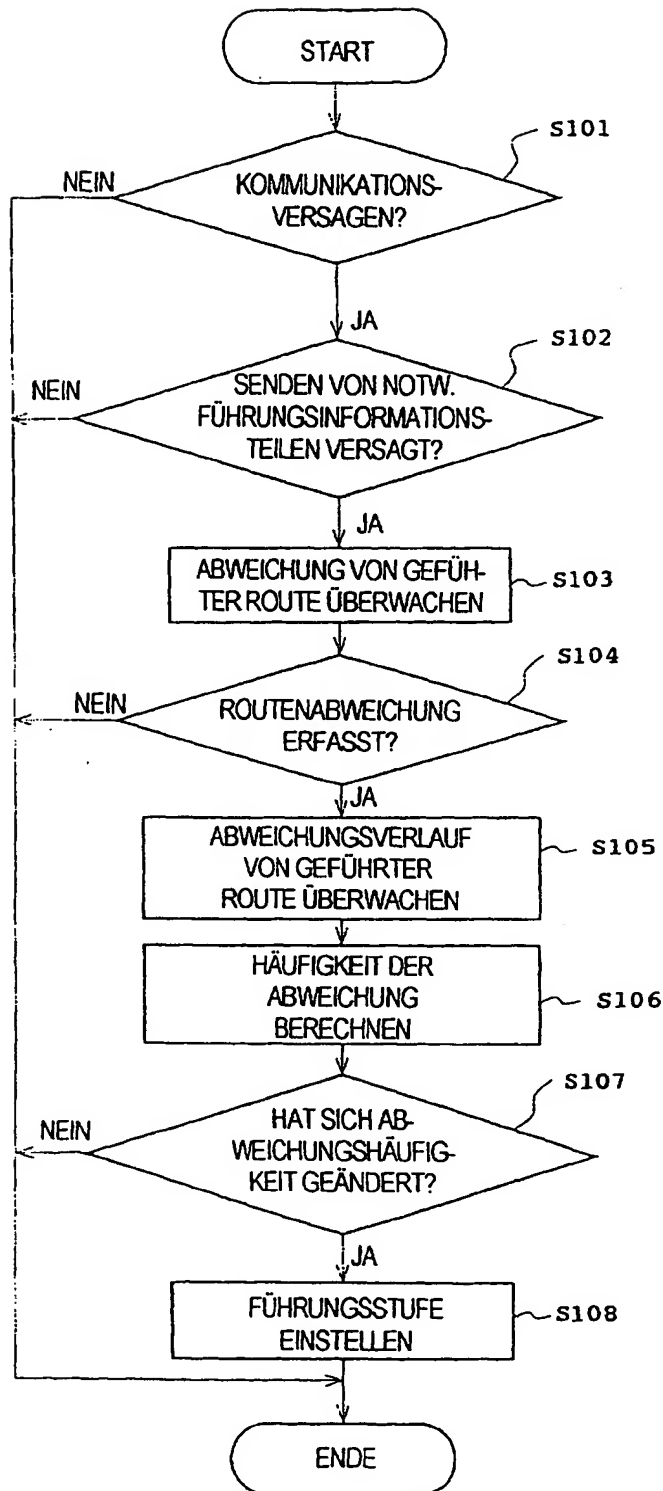 START
S101
NEIN
KOMMUNIKATIONS-
VERSAGEN?
JA
S102
NEIN
SENDEN VON NOTW.
FÜHRUNGSINFORMATIONS-
TEILEN VERSAGT?
JA
ABWEICHUNG VON GEFÜH-
TER ROUTE ÜBERWACHEN
S103
S104
NEIN
ROUTENABWEICHUNG
ERFASST?
JA
ABWEICHUNGSVERLAUF
VON GEFÜHRTER
ROUTE ÜBERWACHEN
S105
HÄUFIGKEIT DER
ABWEICHUNG
BERECHNEN
S106
S107
NEIN
HAT SICH AB-
WEICHUNGSHÄUFIG-
KEIT GEÄNDERT?
JA
FÜHRUNGSSTUFE
EINSTELLEN
S108
ENDE